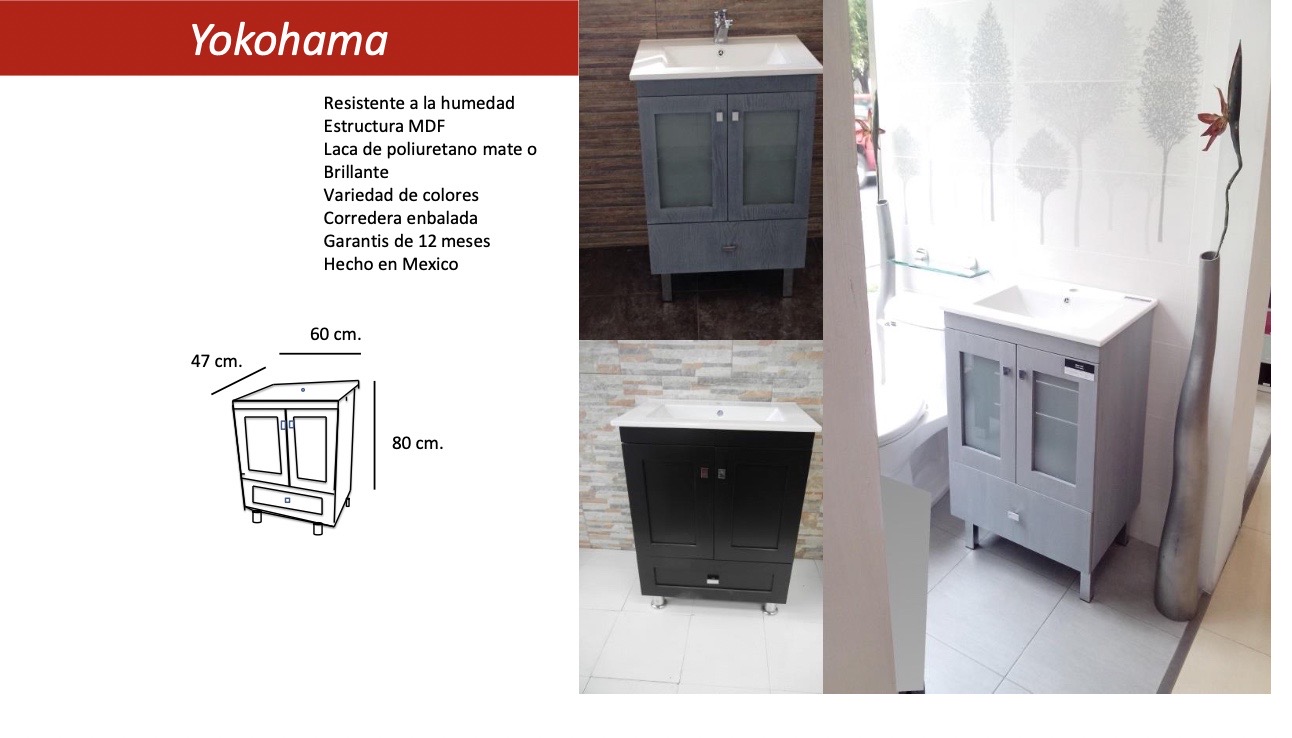 Yokohama
Resistente a la humedad
Estructura MDF
Laca de poliuretano mate o
Brillante
Variedad de colores
Corredera enbalada
Garantis de 12 meses
Hecho en Mexico
60 cm.
47 cm.
80 cm.